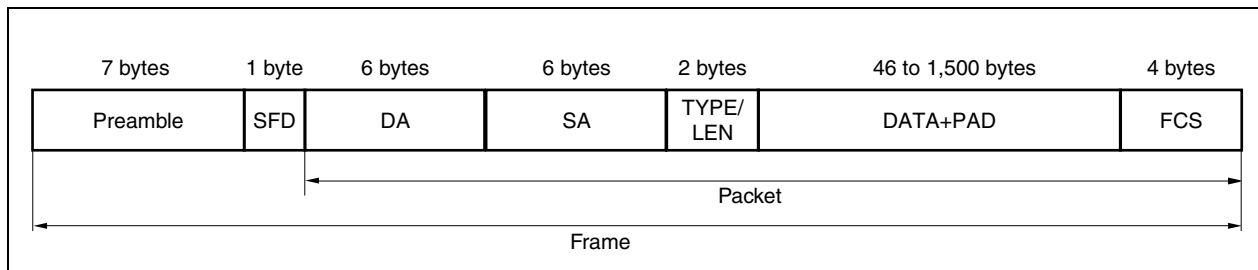 7 bytes 1 byte 6 bytes 6 bytes 2 bytes 46 to 1,500 bytes 4 bytes
Preamble SFD DA SA TYPE/ LEN DATA+PAD FCS
Packet
Frame